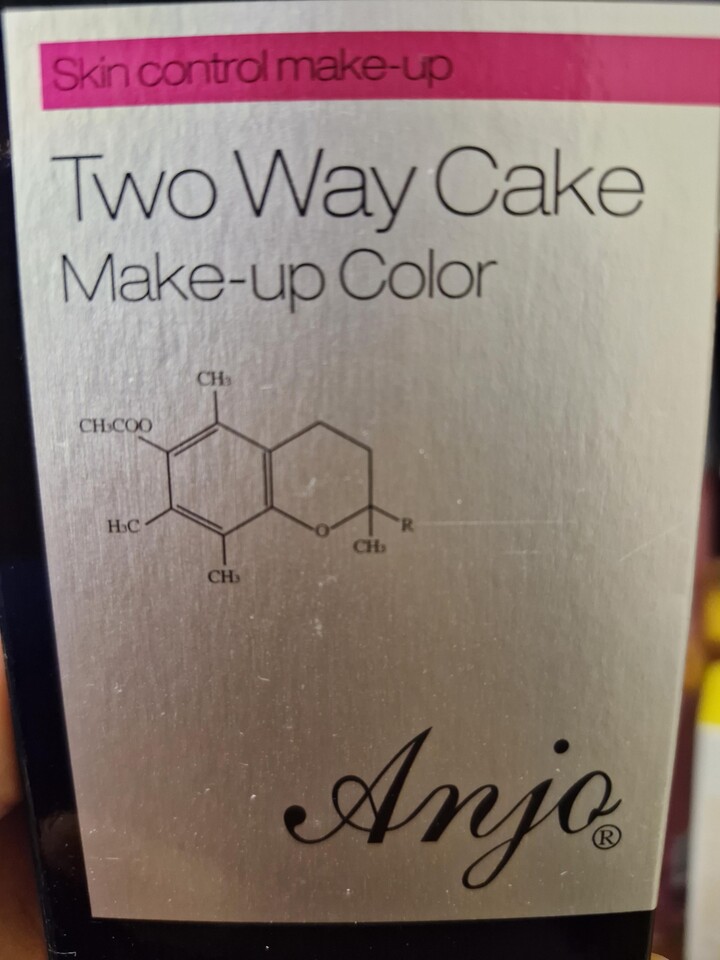 Skin control make-up
Two Way Cake
Make-up Color
CH₃
CH₃COO
H₃C
O
R
CH₃
CH₃
Anjo®